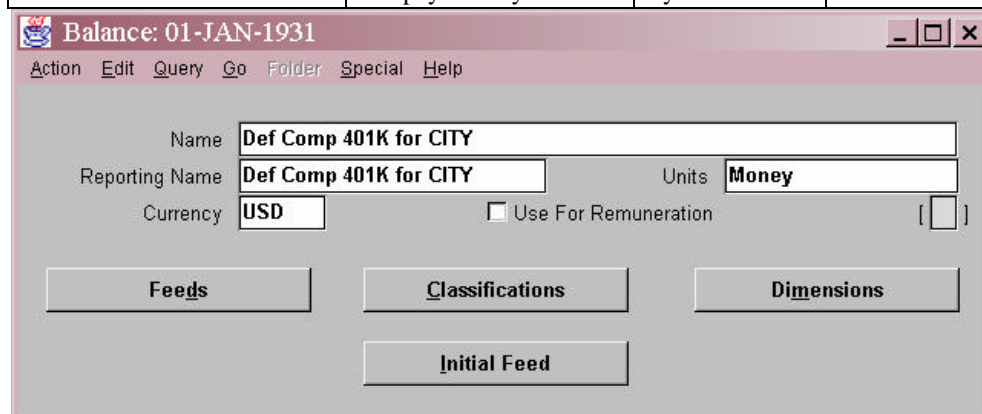 Balance: 01-JAN-1931
Action Edit Query Go Folder Special Help
Name Def Comp 401K for CITY
Reporting Name Def Comp 401K for CITY Units Money
Currency USD Use For Remuneration [ ]
Feeds Classifications Dimensions
Initial Feed